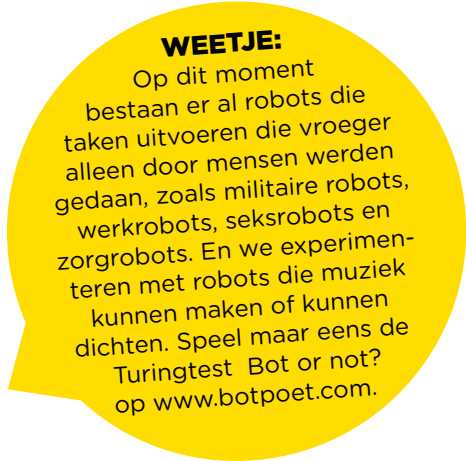 WEETJE:
Op dit moment
bestaan er al robots die
taken uitvoeren die vroeger
alleen door mensen werden
gedaan, zoals militaire robots,
werkrobots, seksrobots en
zorgrobots. En we experimen-
teren met robots die muziek
kunnen maken of kunnen
dichten. Speel maar eens de
Turingtest  Bot or not?
op www.botpoet.com.